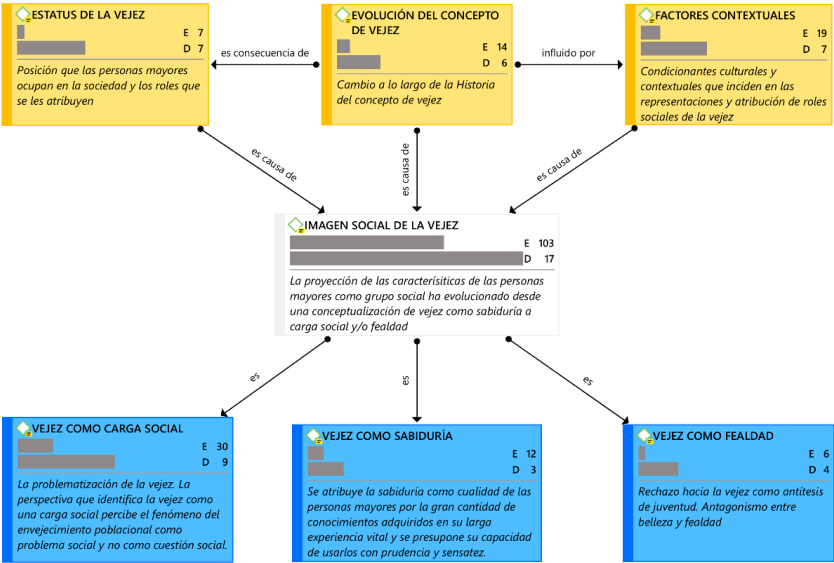 ESTATUS DE LA VEJEZ
E 7
D 7
Posición que las personas mayores
ocupan en la sociedad y los roles que
se les atribuyen
es consecuencia de
EVOLUCIÓN DEL CONCEPTO
DE VEJEZ
E 14
D 6
Cambio a lo largo de la Historia
del concepto de vejez
influido por
FACTORES CONTEXTUALES
E 19
D 7
Condicionantes culturales y
contextuales que inciden en las
representaciones y atribución de roles
sociales de la vejez
es causa de
es causa de
es causa de
IMAGEN SOCIAL DE LA VEJEZ
E 103
D 17
La proyección de las caracterísiticas de las personas
mayores como grupo social ha evolucionado desde
una conceptualización de vejez como sabiduría a
carga social y/o fealdad
es
es
es
VEJEZ COMO CARGA SOCIAL
E 30
D 9
La problematización de la vejez. La
perspectiva que identifica la vejez como
una carga social percibe el fenómeno del
envejecimiento poblacional como
problema social y no como cuestión social.
VEJEZ COMO SABIDURÍA
E 12
D 3
Se atribuye la sabiduría como cualidad de las
personas mayores por la gran cantidad de
conocimientos adquiridos en su larga
experiencia vital y se presupone su capacidad
de usarlos con prudencia y sensatez.
VEJEZ COMO FEALDAD
E 6
D 4
Rechazo hacia la vejez como antítesis
de juventud. Antagonismo entre
belleza y fealdad